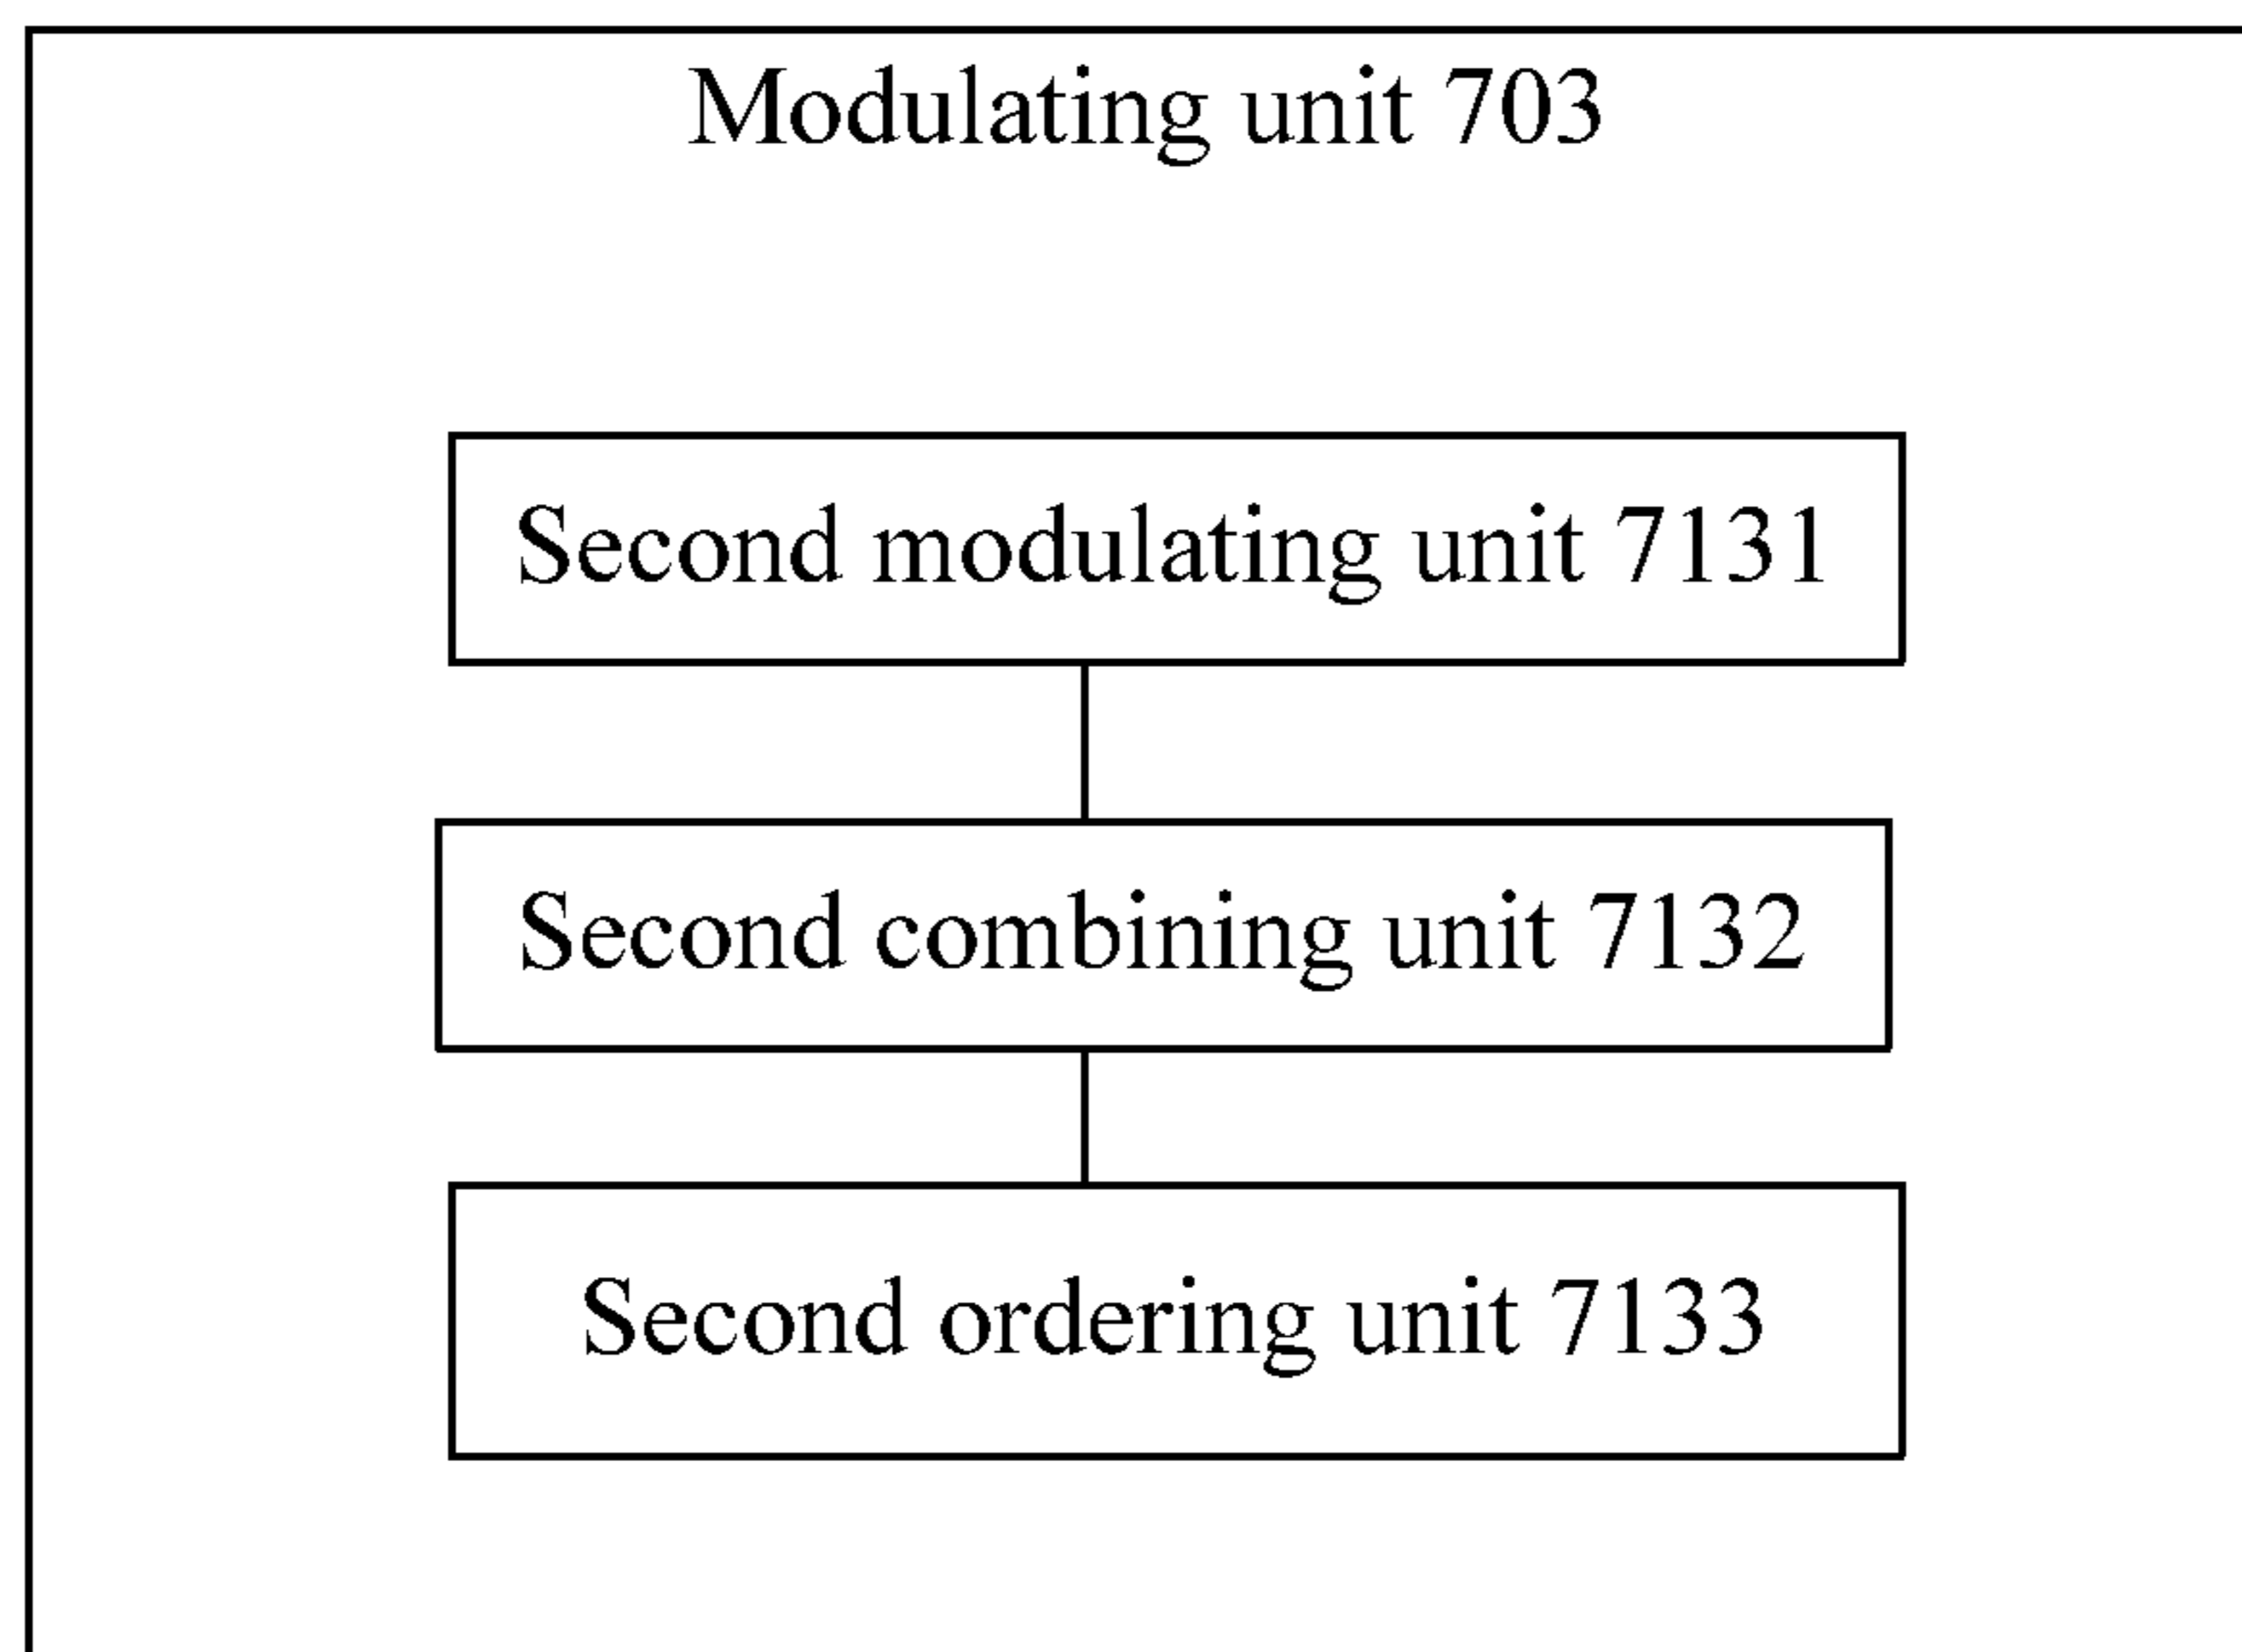 Modulating unit 703
Second modulating unit 7131
Second combining unit 7132
Second ordering unit 7133